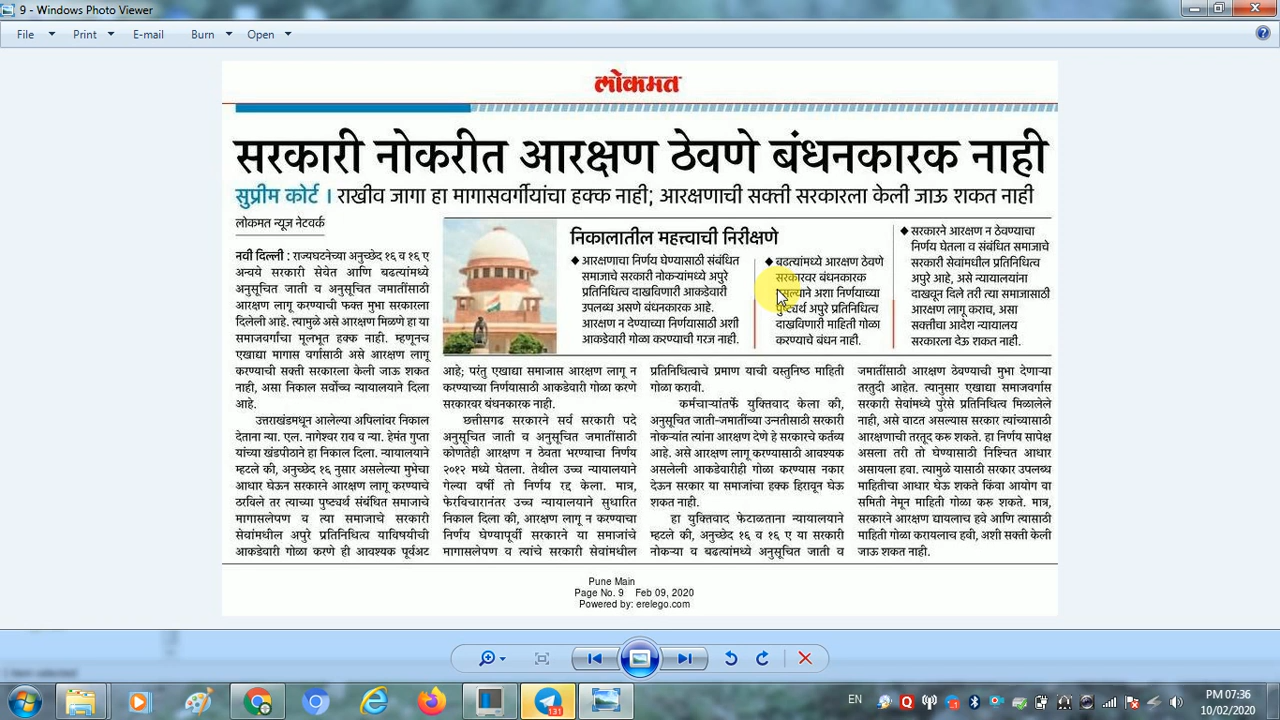 9 - Windows Photo Viewer
File Print E-mail Burn Open
लोकमत
सरकारी नोकरीत आरक्षण ठेवणे बंधनकारक नाही
सुप्रीम कोर्ट । राखीव जागा हा मागासवर्गीयांचा हक्क नाही; आरक्षणाची सक्ती सरकारला केली जाऊ शकत नाही
लोकमत न्यूज नेटवर्क
नवी दिल्ली : राज्यघटनेच्या अनुच्छेद १६ व १६ ए
अन्वये सरकारी सेवेत आणि बढत्यांमध्ये
अनुसूचित जाती व अनुसूचित जमातींसाठी
आरक्षण लागू करण्याची फक्त मुभा सरकारला
दिलेली आहे. त्यामुळे असे आरक्षण मिळणे हा या
समाजवर्गाचा मूलभूत हक्क नाही. म्हणूनच
एखाद्या मागास वर्गासाठी असे आरक्षण लागू
करण्याची सक्ती सरकारला केली जाऊ शकत
नाही, असा निकाल सर्वोच्च न्यायालयाने दिला
आहे.
उत्तराखंडमधून आलेल्या अपिलांवर निकाल
देताना न्या. एल. नागेश्वर राव व न्या. हेमंत गुप्ता
यांच्या खंडपीठाने हा निकाल दिला. न्यायालयाने
म्हटले की, अनुच्छेद १६ नुसार असलेल्या मुभेचा
आधार घेऊन सरकारने आरक्षण लागू करण्याचे
ठरविले तर त्याच्या पुष्ट्यर्थ संबंधित समाजाचे
मागासलेपण व त्या समाजाचे सरकारी
सेवांमधील अपुरे प्रतिनिधित्व याविषयीची
आकडेवारी गोळा करणे ही आवश्यक पूर्वअट
निकालातील महत्त्वाची निरीक्षणे
◆ आरक्षणाचा निर्णय घेण्यासाठी संबंधित
समाजाचे सरकारी नोकऱ्यांमध्ये अपुरे
प्रतिनिधित्व दाखविणारी आकडेवारी
उपलब्ध असणे बंधनकारक आहे.
आरक्षण न देण्याच्या निर्णयासाठी अशी
आकडेवारी गोळा करण्याची गरज नाही.
◆ बढत्यांमध्ये आरक्षण ठेवणे
सरकारवर बंधनकारक
नसल्याने अशा निर्णयाच्या
पुष्ट्यर्थ अपुरे प्रतिनिधित्व
दाखविणारी माहिती गोळा
करण्याचे बंधन नाही.
◆ सरकारने आरक्षण न ठेवण्याचा
निर्णय घेतला व संबंधित समाजाचे
सरकारी सेवांमधील प्रतिनिधित्व
अपुरे आहे, असे न्यायालयांना
दाखवून दिले तरी त्या समाजासाठी
आरक्षण लागू कराच, असा
सक्तीचा आदेश न्यायालय
सरकारला देऊ शकत नाही.
आहे; परंतु एखाद्या समाजास आरक्षण लागू न
करण्याच्या निर्णयासाठी आकडेवारी गोळा करणे
सरकारवर बंधनकारक नाही.
छत्तीसगढ सरकारने सर्व सरकारी पदे
अनुसूचित जाती व अनुसूचित जमातींसाठी
कोणतेही आरक्षण न ठेवता भरण्याचा निर्णय
२०१२ मध्ये घेतला. तेथील उच्च न्यायालयाने
गेल्या वर्षी तो निर्णय रद्द केला. मात्र,
फेरविचारानंतर उच्च न्यायालयाने सुधारित
निकाल दिला की, आरक्षण लागू न करण्याचा
निर्णय घेण्यापूर्वी सरकारने या समाजांचे
मागासलेपण व त्यांचे सरकारी सेवांमधील
प्रतिनिधित्वाचे प्रमाण याची वस्तुनिष्ठ माहिती
गोळा करावी.
कर्मचाऱ्यांतर्फे युक्तिवाद केला की,
अनुसूचित जाती-जमातींच्या उन्नतीसाठी सरकारी
नोकऱ्यांत त्यांना आरक्षण देणे हे सरकारचे कर्तव्य
आहे. असे आरक्षण लागू करण्यासाठी आवश्यक
असलेली आकडेवारीही गोळा करण्यास नकार
देऊन सरकार या समाजांचा हक्क हिरावून घेऊ
शकत नाही.
हा युक्तिवाद फेटाळताना न्यायालयाने
म्हटले की, अनुच्छेद १६ व १६ ए या सरकारी
नोकऱ्या व बढत्यांमध्ये अनुसूचित जाती व
जमातींसाठी आरक्षण ठेवण्याची मुभा देणाऱ्या
तरतुदी आहेत. त्यानुसार एखाद्या समाजवर्गास
सरकारी सेवांमध्ये पुरेसे प्रतिनिधित्व मिळालेले
नाही, असे वाटत असल्यास सरकार त्यांच्यासाठी
आरक्षणाची तरतूद करू शकते. हा निर्णय सापेक्ष
असला तरी तो घेण्यासाठी निश्चित आधार
असायला हवा. त्यामुळे यासाठी सरकार उपलब्ध
माहितीचा आधार घेऊ शकते किंवा आयोग वा
समिती नेमून माहिती गोळा करू शकते. मात्र,
सरकारने आरक्षण द्यायलाच हवे आणि त्यासाठी
माहिती गोळा करायलाच हवी, अशी सक्ती केली
जाऊ शकत नाही.
Pune Main
Page No. 9 Feb 09, 2020
Powered by: erelego.com
131
EN
PM 07:36
10/02/2020